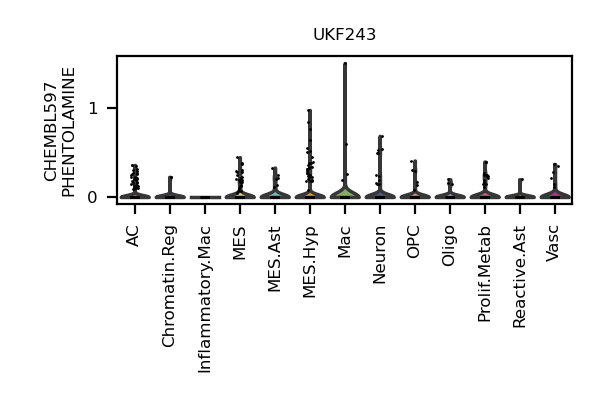 UKF243
CHEMBL597
PHENTOLAMINE
1
0
AC
Chromatin.Reg
Inflammatory.Mac
MES
MES.Ast
MES.Hyp
Mac
Neuron
OPC
Oligo
Prolif.Metab
Reactive.Ast
Vasc